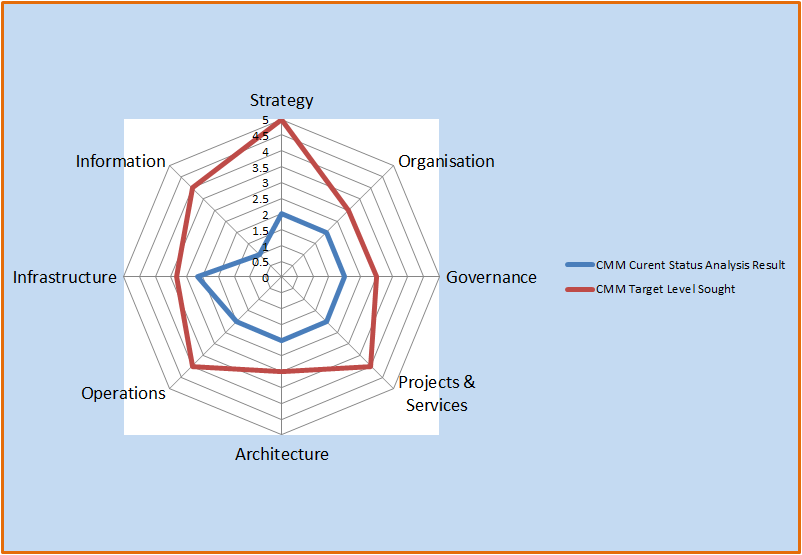 Strategy
5
4.5
4
3.5
3
2.5
2
1.5
1
0.5
0
Information
Organisation
Infrastructure
Governance
Operations
Projects &
Services
Architecture
CMM Curent Status Analysis Result
CMM Target Level Sought